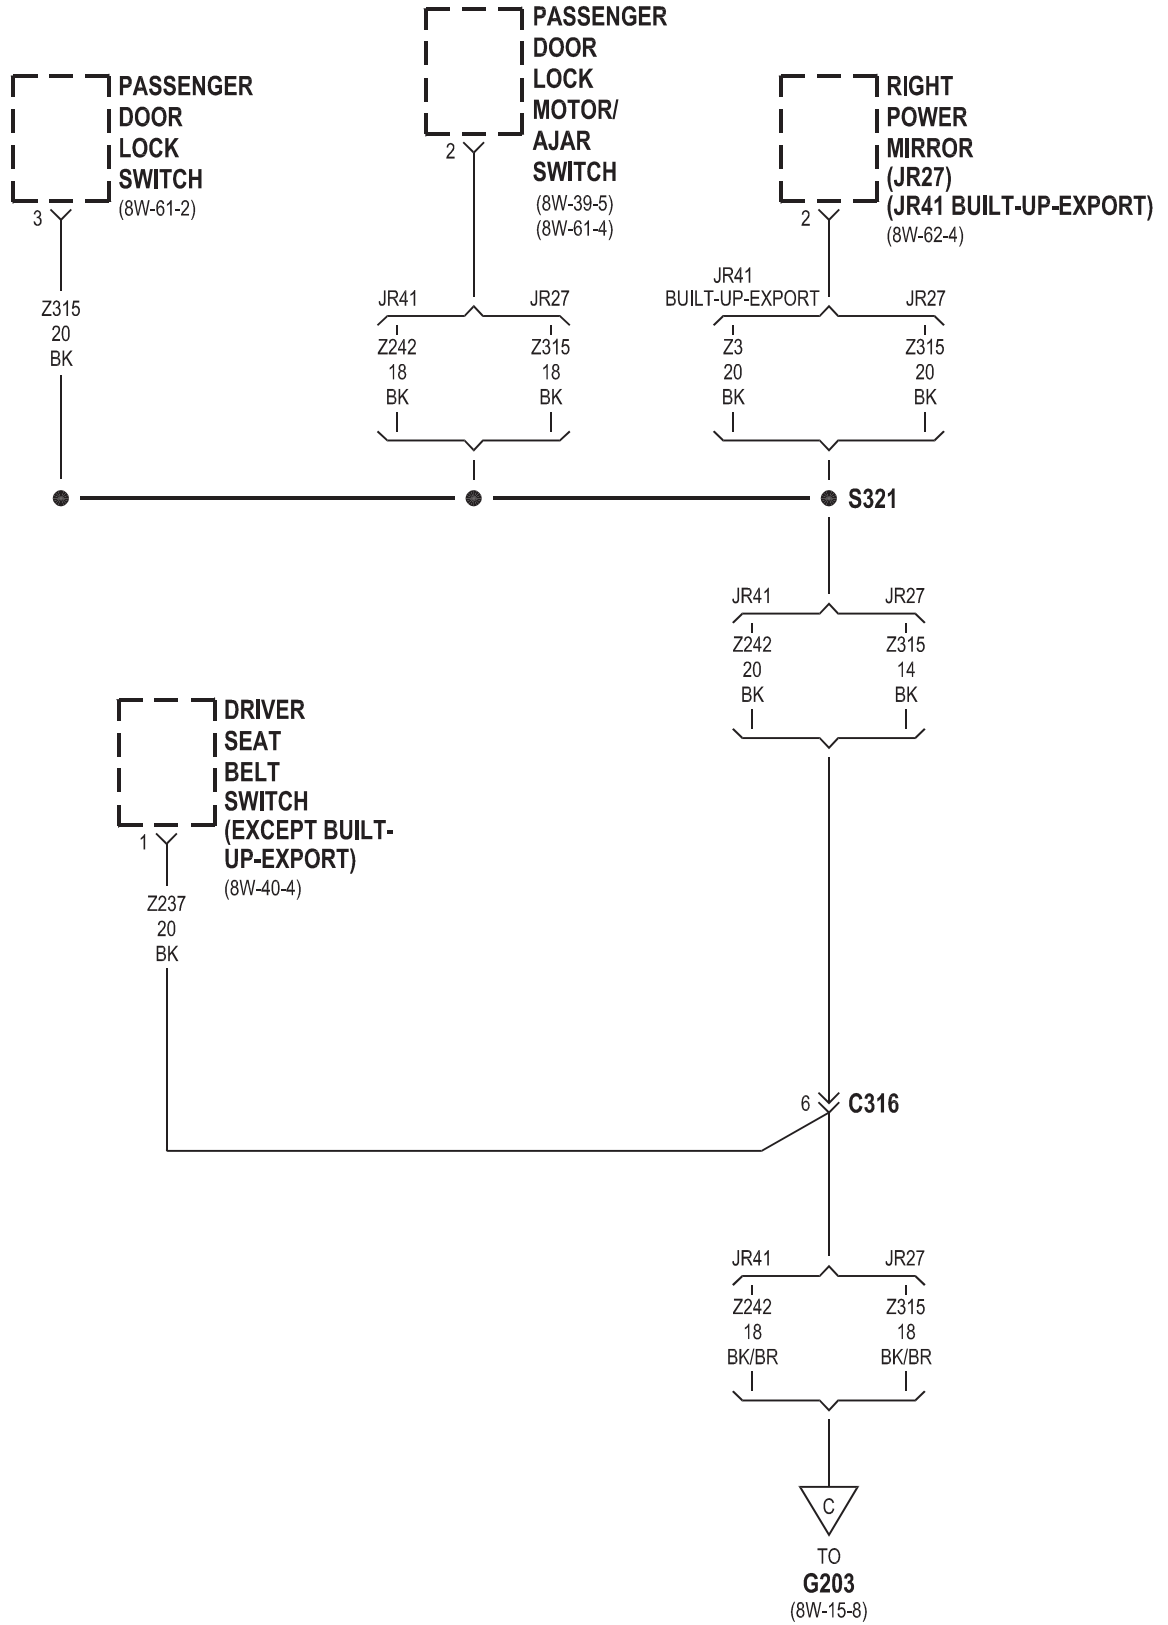 PASSENGER
DOOR
LOCK
SWITCH
(8W-61-2)
3
Z315
20
BK
PASSENGER
DOOR
LOCK
MOTOR/
AJAR
SWITCH
(8W-39-5)
(8W-61-4)
2
JR41
JR27
Z242
18
BK
Z315
18
BK
RIGHT
POWER
MIRROR
(JR27)
(JR41 BUILT-UP-EXPORT)
(8W-62-4)
2
JR41
BUILT-UP-EXPORT
JR27
Z3
20
BK
Z315
20
BK
S321
JR41
JR27
Z242
20
BK
Z315
14
BK
DRIVER
SEAT
BELT
SWITCH
(EXCEPT BUILT-
UP-EXPORT)
(8W-40-4)
1
Z237
20
BK
6
C316
JR41
JR27
Z242
18
BK/BR
Z315
18
BK/BR
C
TO
G203
(8W-15-8)